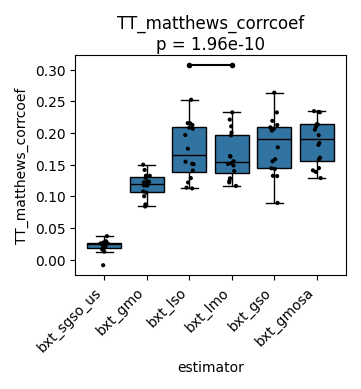 TT_matthews_corrcoef
p = 1.96e-10
TT_matthews_corrcoef
0.30
0.25
0.20
0.15
0.10
0.05
0.00
bxt_sgso_us
bxt_gmo
bxt_lso
bxt_lmo
bxt_gso
bxt_gmosa
estimator